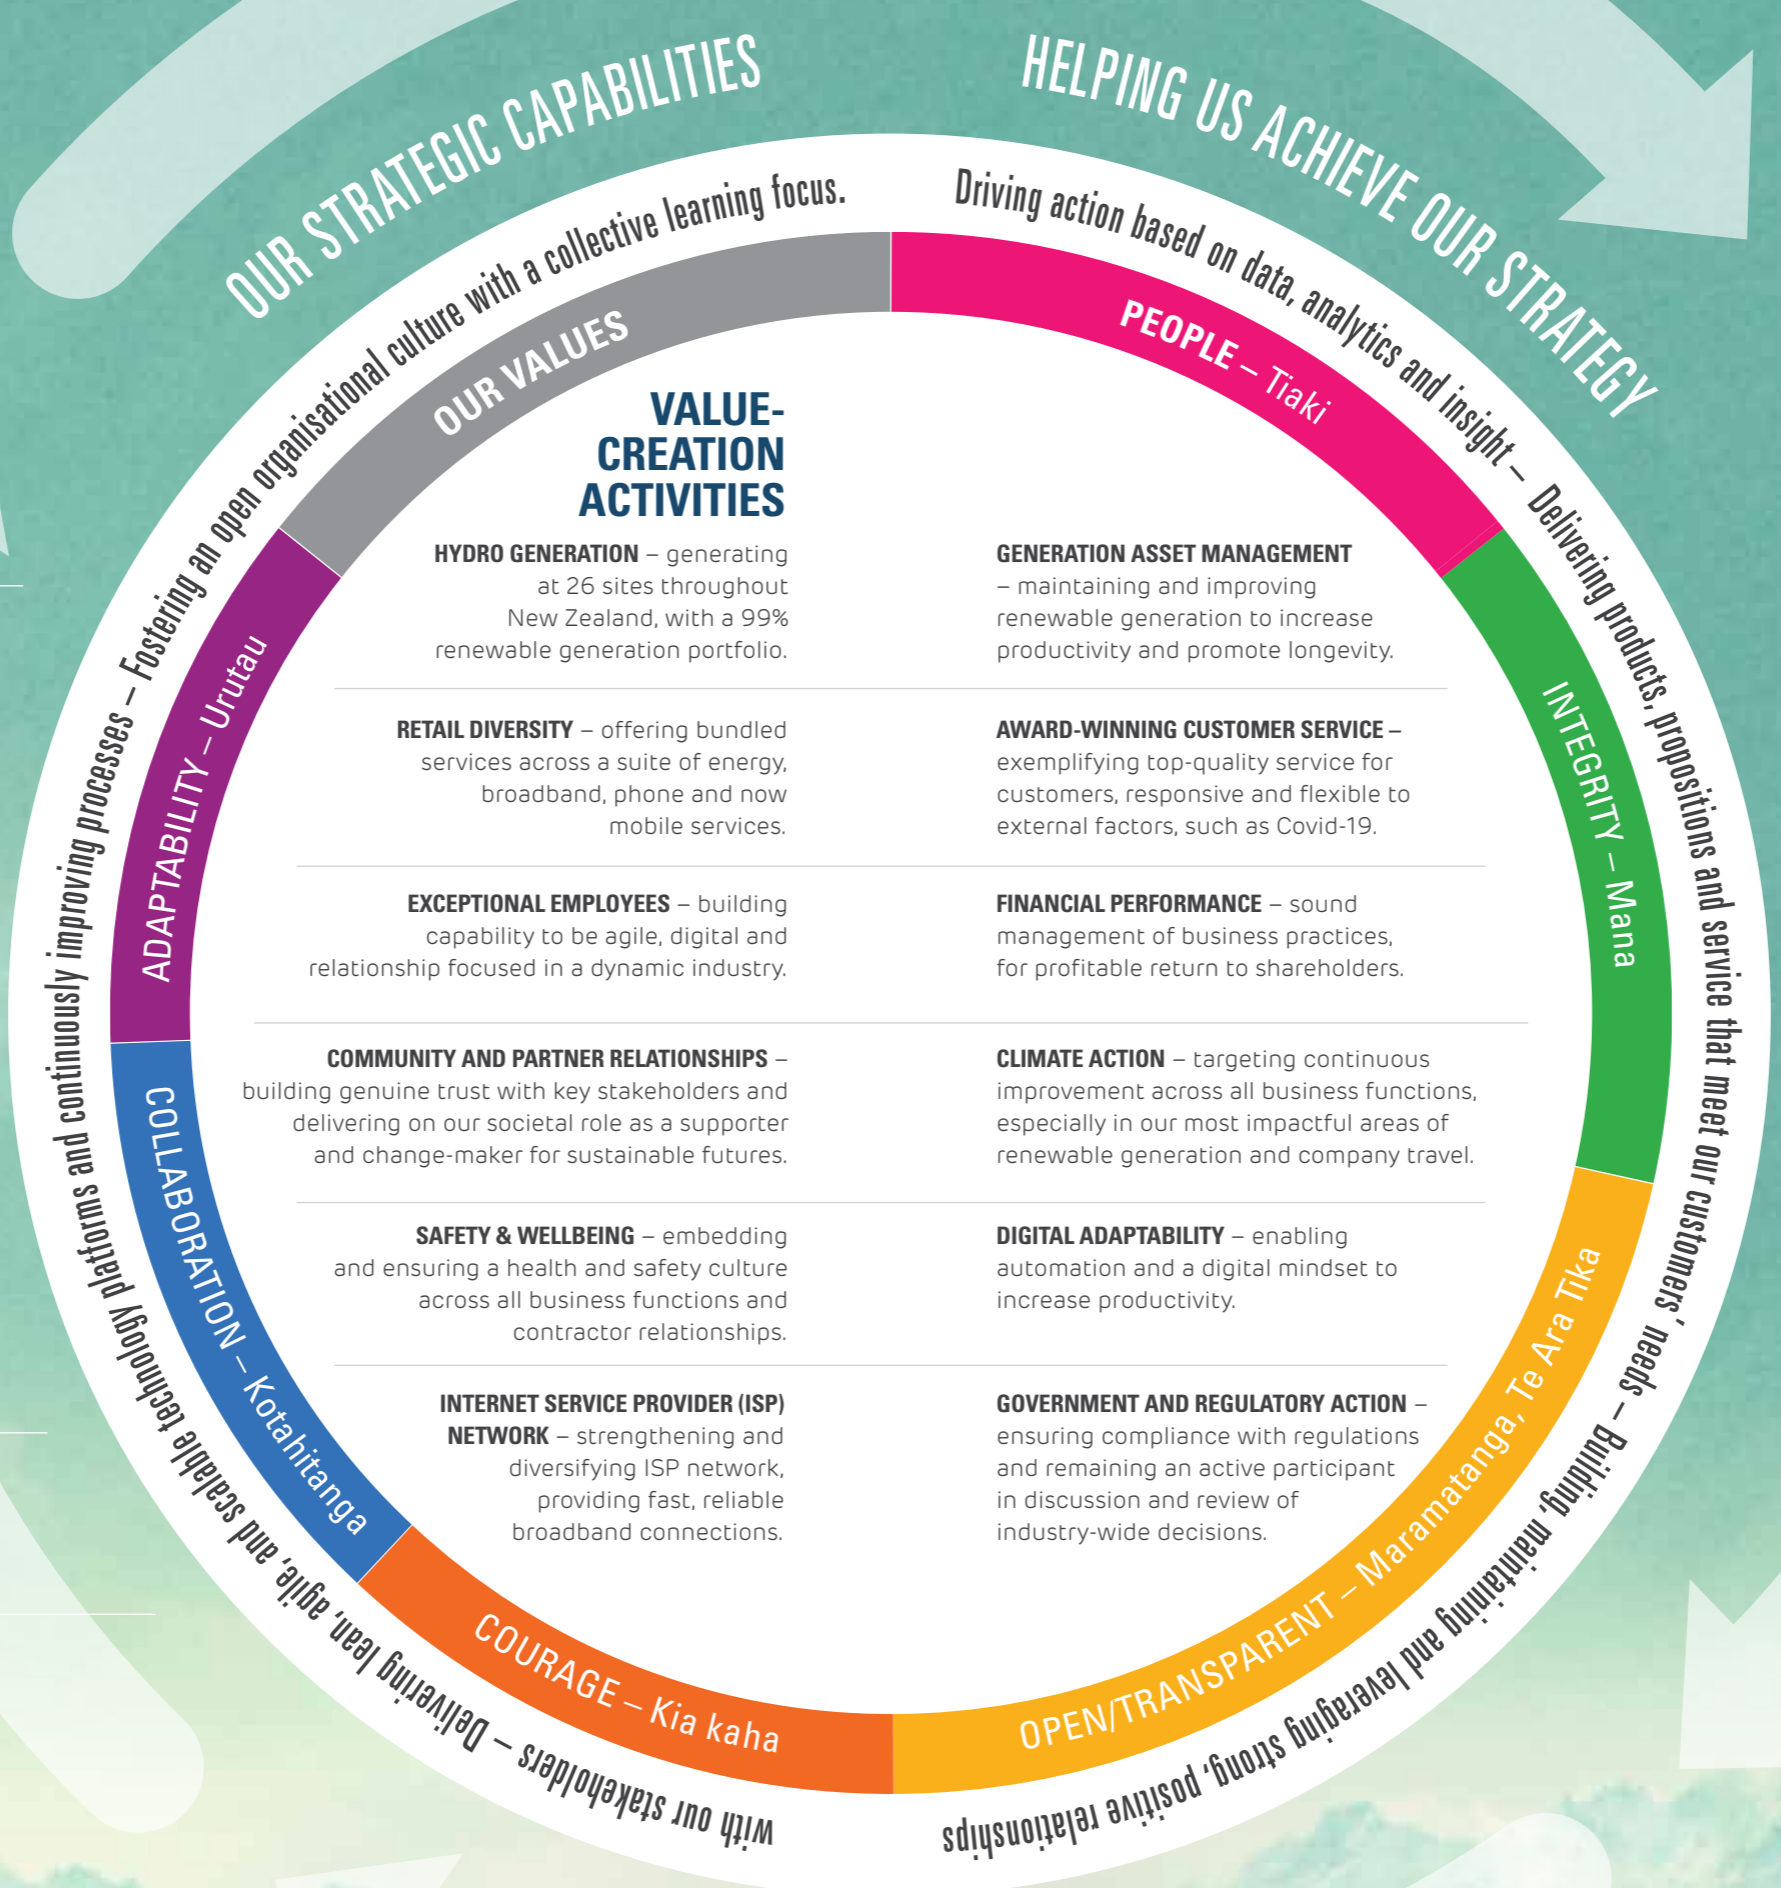 OUR STRATEGIC CAPABILITIES
HELPING US ACHIEVE OUR STRATEGY
Driving action based on data, analytics and insight – Delivering products, propositions and service that meet our customers' needs – Building, maintaining and leveraging strong, positive relationships
with our stakeholders – Delivering lean, agile, and scalable technology platforms and continuously improving processes – Fostering an open organisational culture with a collective learning focus.
OUR VALUES
PEOPLE – Tiaki
INTEGRITY – Mana
OPEN/TRANSPARENT – Maramatanga, Te Ara Tika
COURAGE – Kia kaha
COLLABORATION – Kotahitanga
ADAPTABILITY – Urutau
VALUE-
CREATION
ACTIVITIES
HYDRO GENERATION – generating
at 26 sites throughout
New Zealand, with a 99%
renewable generation portfolio.
GENERATION ASSET MANAGEMENT
– maintaining and improving
renewable generation to increase
productivity and promote longevity.
RETAIL DIVERSITY – offering bundled
services across a suite of energy,
broadband, phone and now
mobile services.
AWARD-WINNING CUSTOMER SERVICE –
exemplifying top-quality service for
customers, responsive and flexible to
external factors, such as Covid-19.
EXCEPTIONAL EMPLOYEES – building
capability to be agile, digital and
relationship focused in a dynamic industry.
FINANCIAL PERFORMANCE – sound
management of business practices,
for profitable return to shareholders.
COMMUNITY AND PARTNER RELATIONSHIPS –
building genuine trust with key stakeholders and
delivering on our societal role as a supporter
and change-maker for sustainable futures.
CLIMATE ACTION – targeting continuous
improvement across all business functions,
especially in our most impactful areas of
renewable generation and company travel.
SAFETY & WELLBEING – embedding
and ensuring a health and safety culture
across all business functions and
contractor relationships.
DIGITAL ADAPTABILITY – enabling
automation and a digital mindset to
increase productivity.
INTERNET SERVICE PROVIDER (ISP)
NETWORK – strengthening and
diversifying ISP network,
providing fast, reliable
broadband connections.
GOVERNMENT AND REGULATORY ACTION –
ensuring compliance with regulations
and remaining an active participant
in discussion and review of
industry-wide decisions.